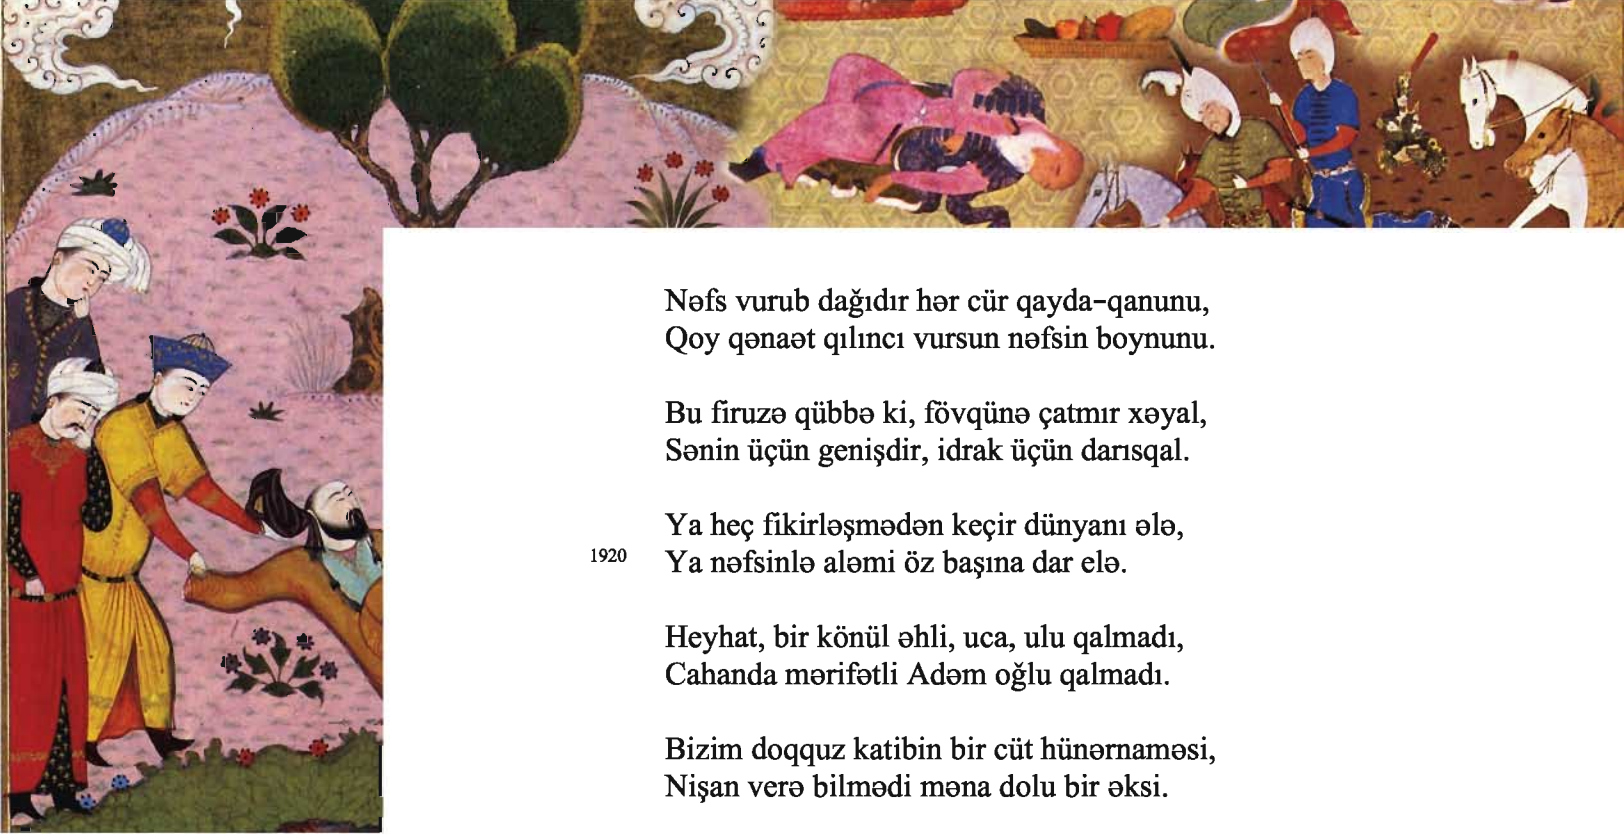 Nəfs vurub dağıdır hər cür qayda-qanunu,
Qoy qənaət qılıncı vursun nəfsin boynunu.
Bu firuzə qübbə ki, fövqünə çatmır xəyal,
Sənin üçün genişdir, idrak üçün darısqal.
Ya heç fikirləşmədən keçir dünyanı ələ,
1920 Ya nəfsinlə aləmi öz başına dar elə.
Heyhat, bir könül əhli, uca, ulu qalmadı,
Cahanda mərifətli Adəm oğlu qalmadı.
Bizim doqquz katibin bir cüt hünərnaməsi,
Nişan verə bilmədi məna dolu bir əksi.